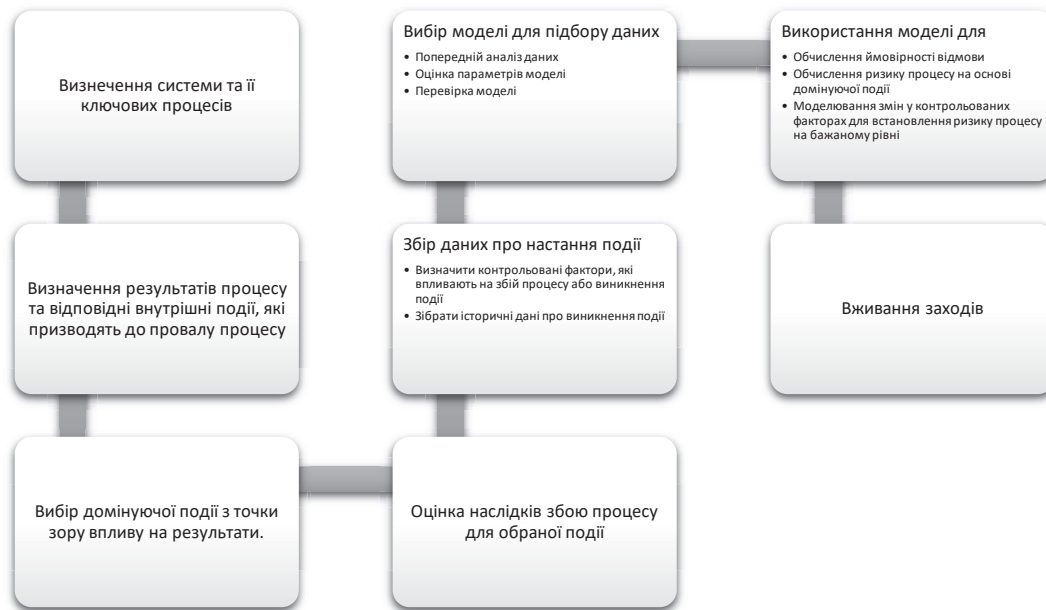 Визнечення системи та її
ключових процесів
Визначення результатів процесу
та відповідні внутрішні події, які
призводять до провалу процесу
Вибір домінуючої події з точки
зору впливу на результати.
Оцінка наслідків збою процесу
для обраної події
Збір даних про настання події
• Визначити контрольовані фактори, які
впливають на збій процесу або виникнення
події
• Зібрати історичні дані про виникнення події
Вибір моделі для підбору даних
• Попередній аналіз даних
• Оцінка параметрів моделі
• Перевірка моделі
Використання моделі для
• Обчислення ймовірності відмови
• Обчислення ризику процесу на основі
домінуючої події
• Моделювання змін у контрольованих
факторах для встановлення ризику процесу
на бажаному рівні
Вживання заходів